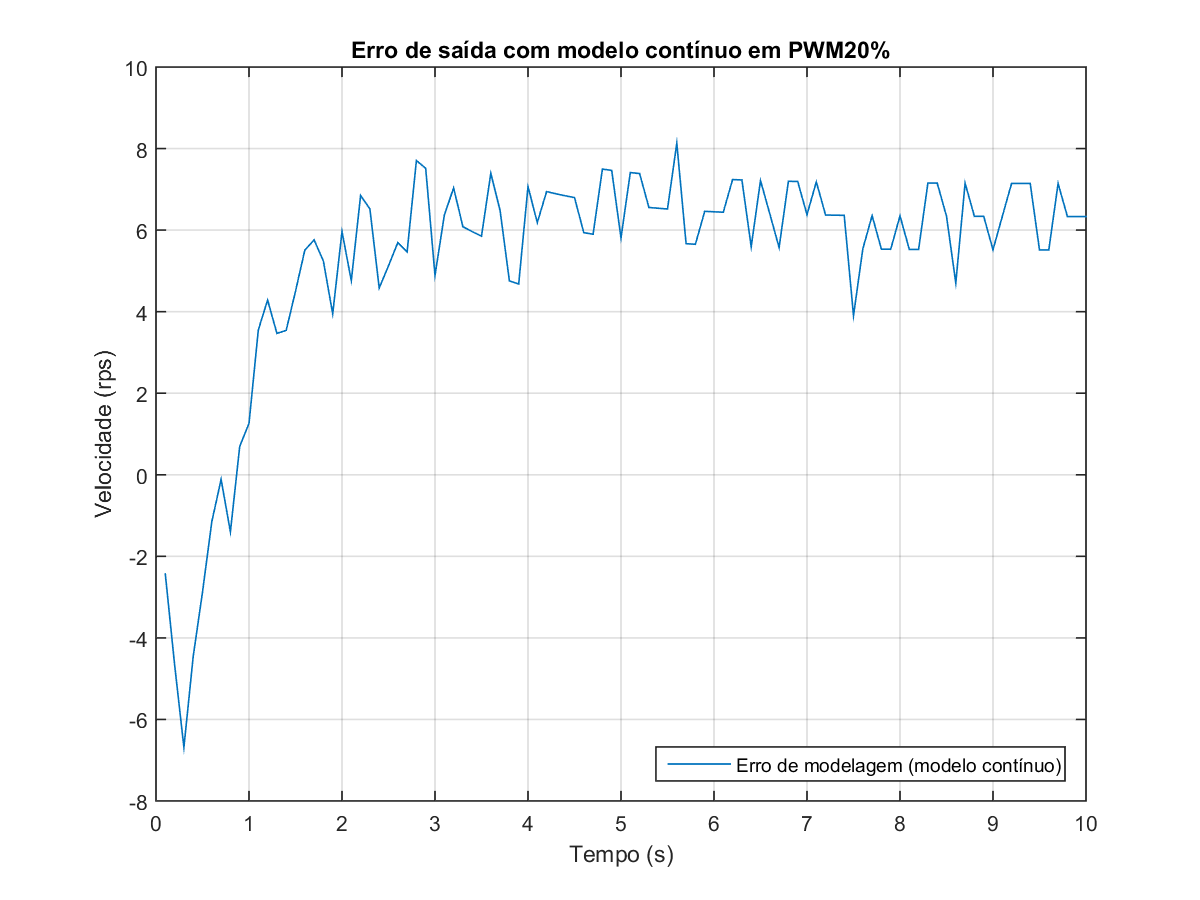 Erro de saída com modelo contínuo em PWM20%
10
8
6
4
2
0
-2
-4
-6
-8
Velocidade (rps)
Erro de modelagem (modelo contínuo)
0 1 2 3 4 5 6 7 8 9 10
Tempo (s)